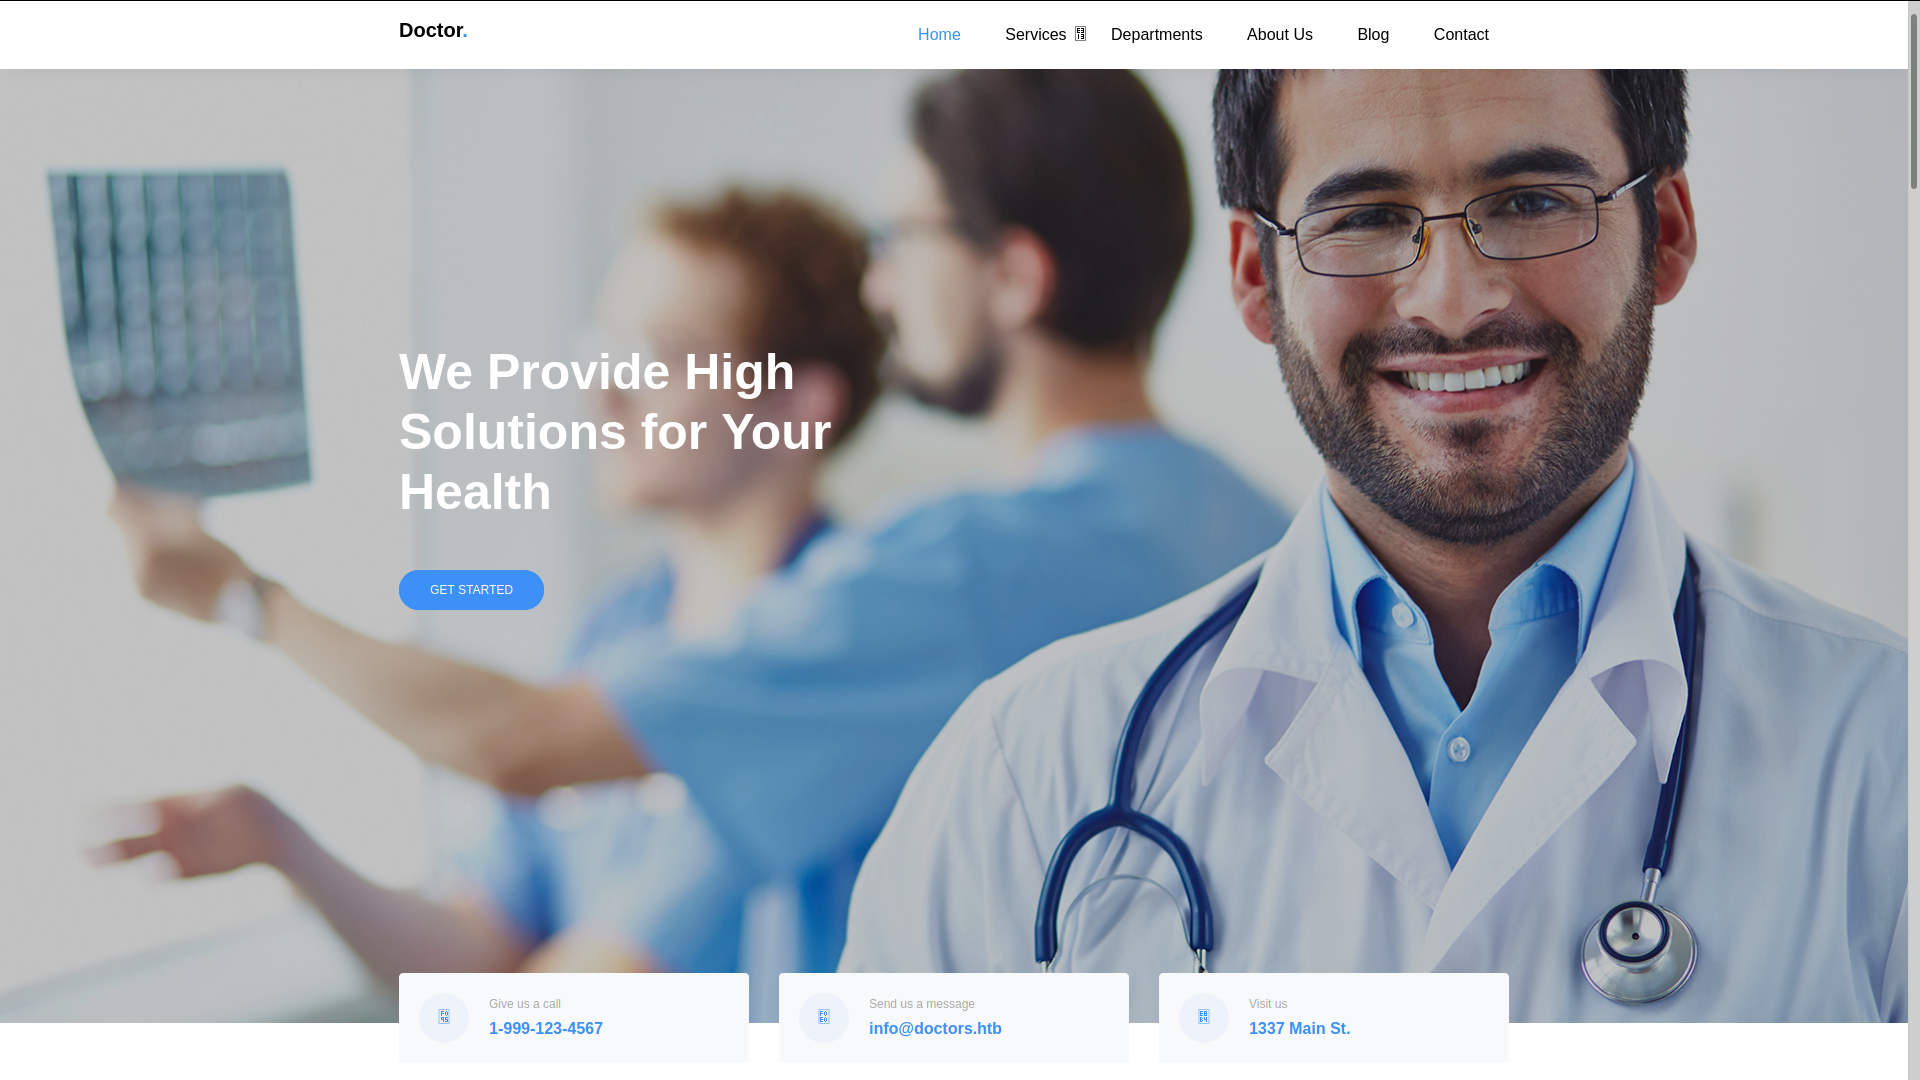 Doctor.
Home Services Departments About Us Blog Contact
We Provide High
Solutions for Your
Health
GET STARTED
Give us a call
1-999-123-4567
Send us a message
info@doctors.htb
Visit us
1337 Main St.